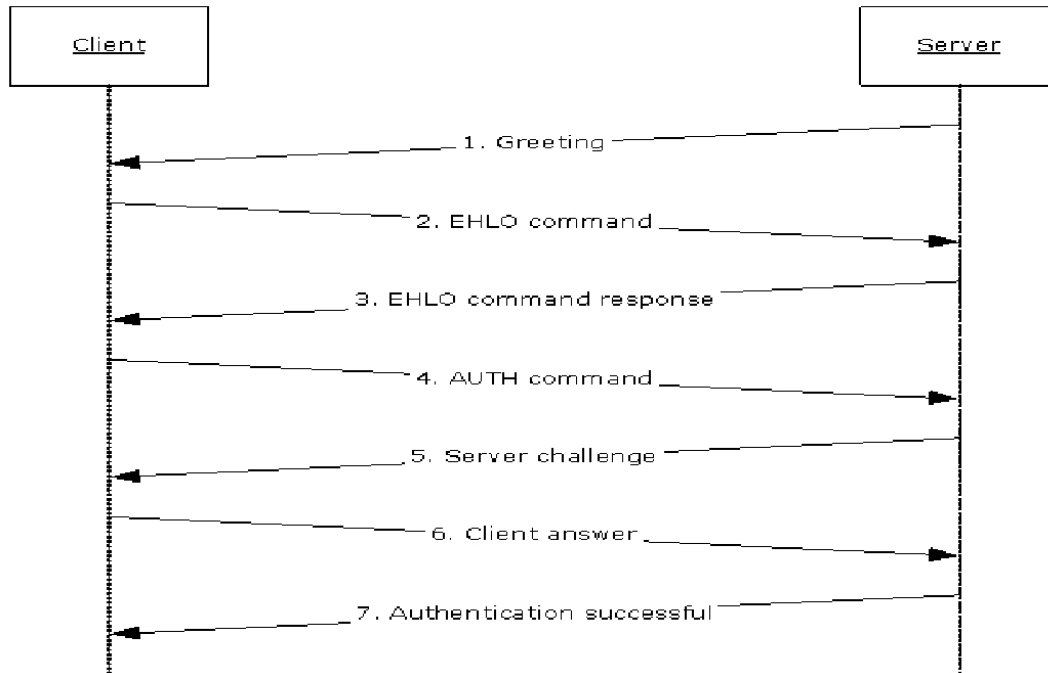 Client
Server
1. Greeting
2. EHLO command
3. EHLO command response
4. AUTH command
5. Server challenge
6. Client answer
7. Authentication successful